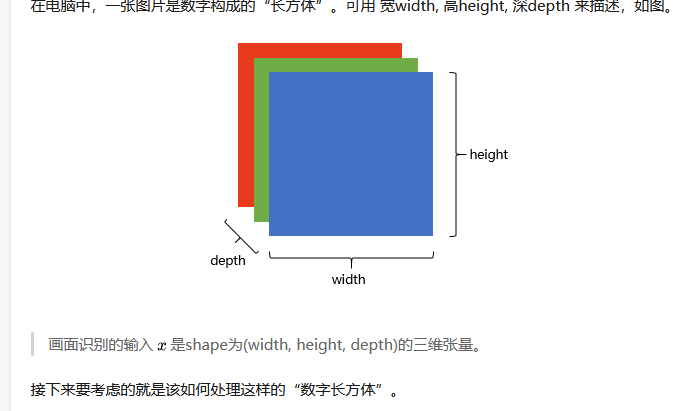 在电脑中，一张图片是数字构成的“长方体”。可用 宽width, 高height, 深depth 来描述，如图。
height
depth
width
画面识别的输入 x 是shape为(width, height, depth)的三维张量。
接下来要考虑的就是该如何处理这样的“数字长方体”。